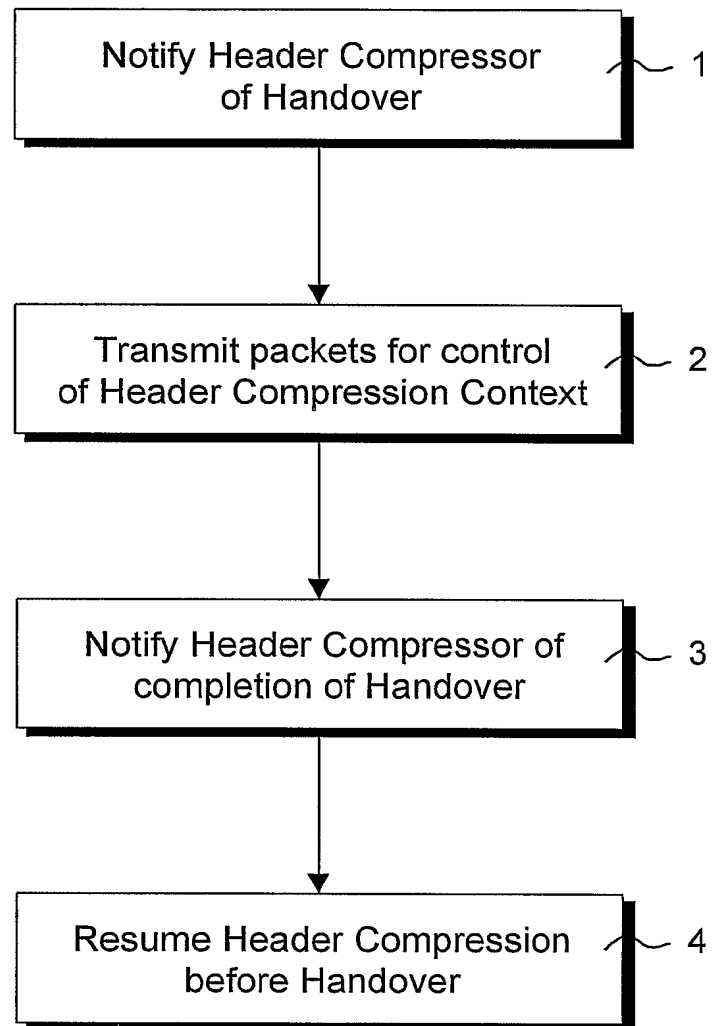 Notify Header Compressor
of Handover
1
Transmit packets for control
of Header Compression Context
2
Notify Header Compressor of
completion of Handover
3
Resume Header Compression
before Handover
4